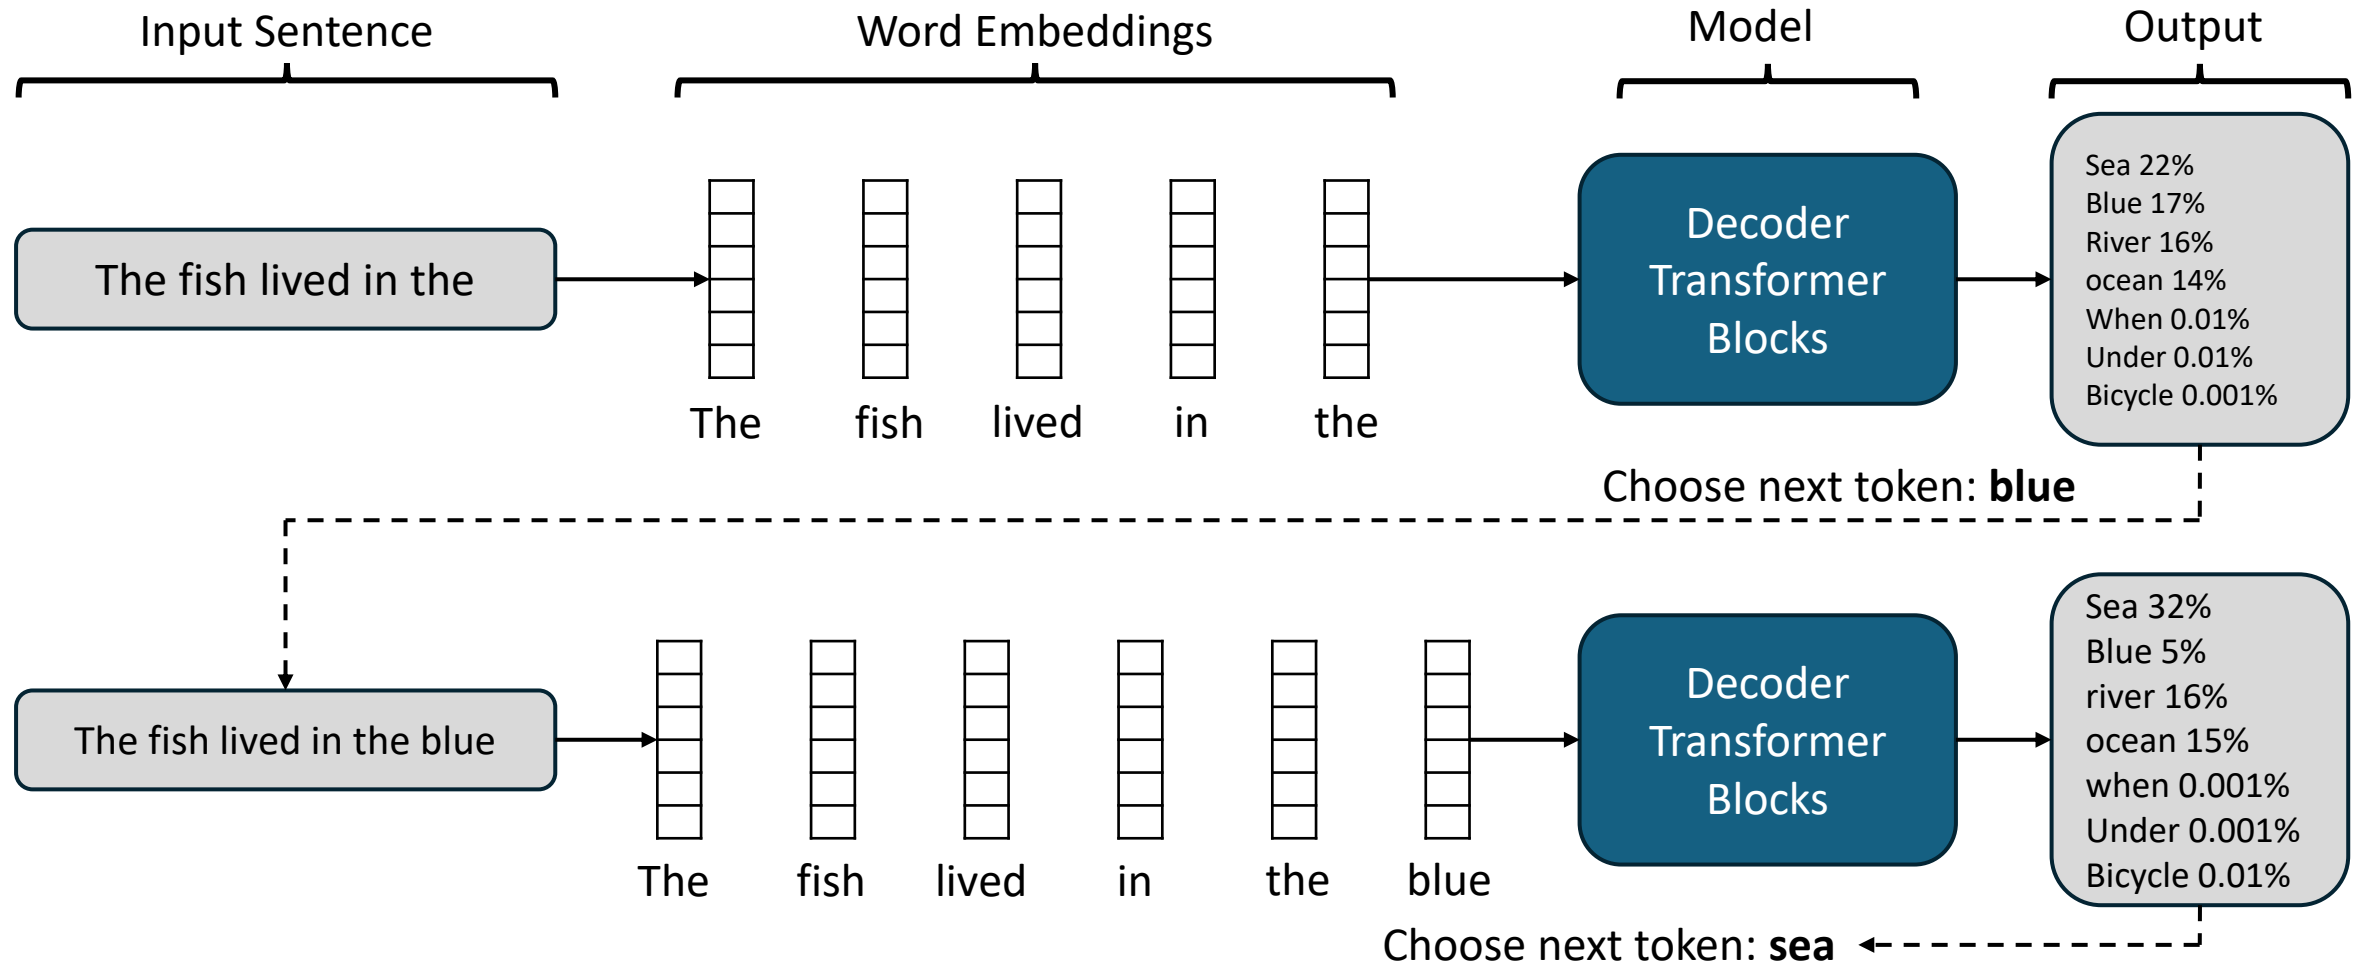 Input Sentence
Word Embeddings
Model
Output
The fish lived in the
The
fish
lived
in
the
Decoder
Transformer
Blocks
Sea 22%
Blue 17%
River 16%
ocean 14%
When 0.01%
Under 0.01%
Bicycle 0.001%
Choose next token: blue
The fish lived in the blue
The
fish
lived
in
the
blue
Decoder
Transformer
Blocks
Sea 32%
Blue 5%
river 16%
ocean 15%
when 0.001%
Under 0.001%
Bicycle 0.01%
Choose next token: sea